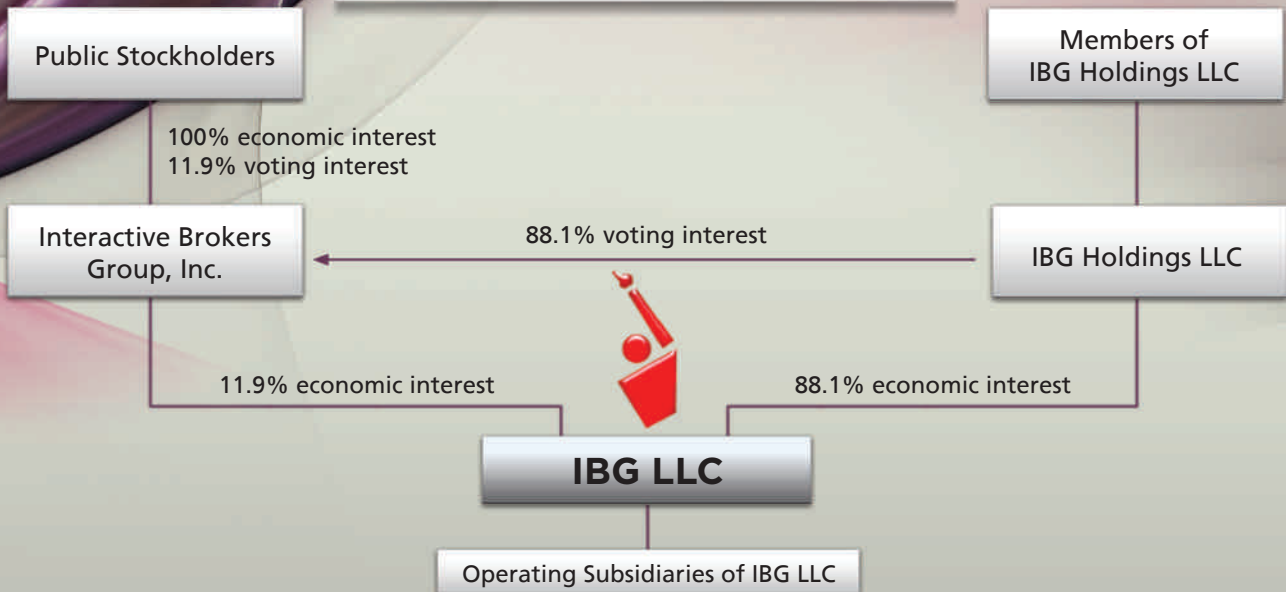 Public Stockholders
Members of
IBG Holdings LLC
100% economic interest
11.9% voting interest
Interactive Brokers
Group, Inc.
88.1% voting interest
IBG Holdings LLC
11.9% economic interest
88.1% economic interest
IBG LLC
Operating Subsidiaries of IBG LLC